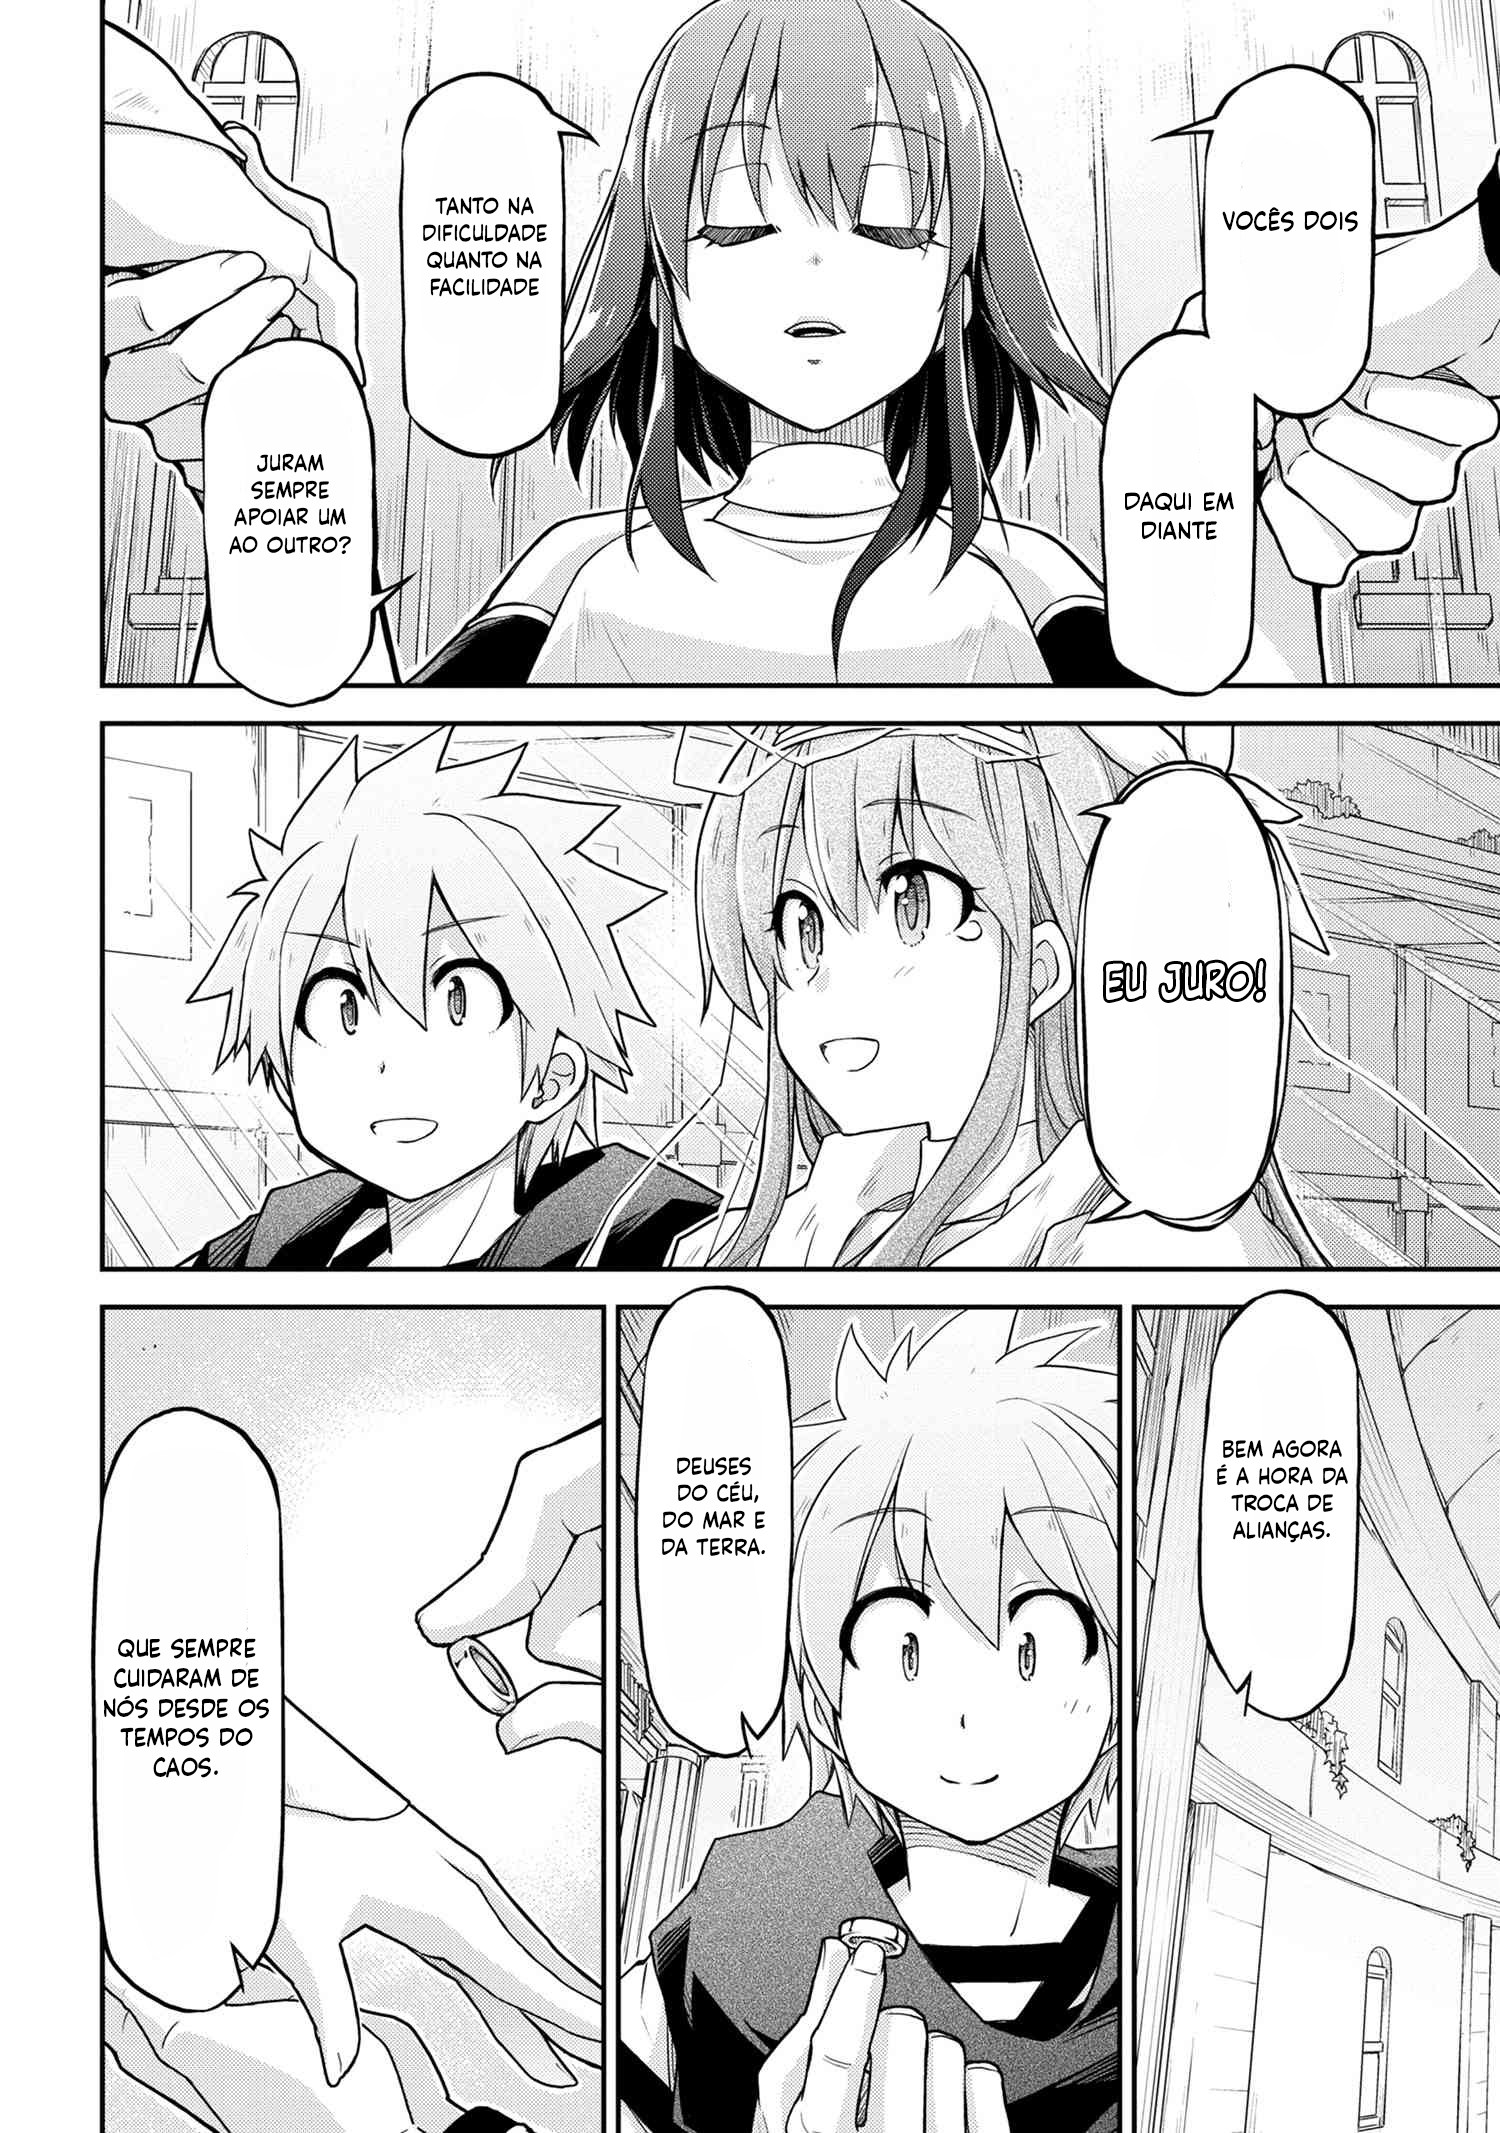 VOCÊS DOIS
DAQUI EM
DIANTE
TANTO NA
DIFICULDADE
QUANTO NA
FACILIDADE
JURAM
SEMPRE
APOIAR UM
AO OUTRO?
EU JURO!
BEM AGORA
É A HORA DA
TROCA DE
ALIANÇAS.
DEUSES
DO CÉU,
DO MAR E
DA TERRA.
QUE SEMPRE
CUIDARAM DE
NÓS DESDE OS
TEMPOS DO
CAOS.